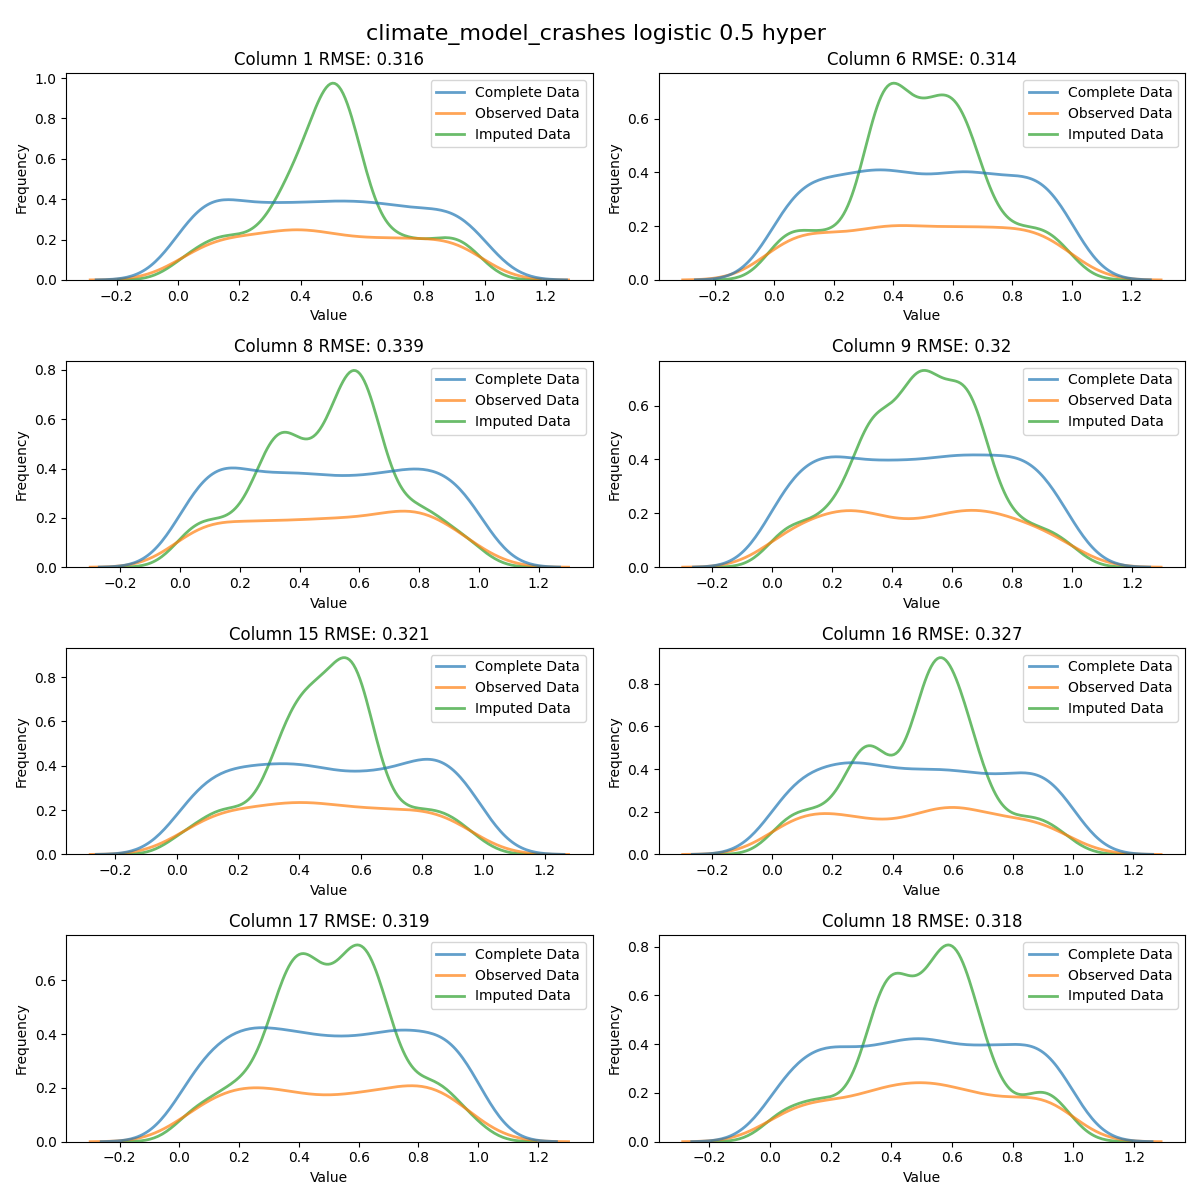 climate_model_crashes logistic 0.5 hyper
Column 1 RMSE: 0.316
Complete Data
Observed Data
Imputed Data
Frequency
1.0
0.8
0.6
0.4
0.2
0.0
−0.2 0.0 0.2 0.4 0.6 0.8 1.0 1.2
Value
Column 6 RMSE: 0.314
Complete Data
Observed Data
Imputed Data
Frequency
0.6
0.4
0.2
0.0
−0.2 0.0 0.2 0.4 0.6 0.8 1.0 1.2
Value
Column 8 RMSE: 0.339
Complete Data
Observed Data
Imputed Data
Frequency
0.8
0.6
0.4
0.2
0.0
−0.2 0.0 0.2 0.4 0.6 0.8 1.0 1.2
Value
Column 9 RMSE: 0.32
Complete Data
Observed Data
Imputed Data
Frequency
0.6
0.4
0.2
0.0
−0.2 0.0 0.2 0.4 0.6 0.8 1.0 1.2
Value
Column 15 RMSE: 0.321
Complete Data
Observed Data
Imputed Data
Frequency
0.8
0.6
0.4
0.2
0.0
−0.2 0.0 0.2 0.4 0.6 0.8 1.0 1.2
Value
Column 16 RMSE: 0.327
Complete Data
Observed Data
Imputed Data
Frequency
0.8
0.6
0.4
0.2
0.0
−0.2 0.0 0.2 0.4 0.6 0.8 1.0 1.2
Value
Column 17 RMSE: 0.319
Complete Data
Observed Data
Imputed Data
Frequency
0.6
0.4
0.2
0.0
−0.2 0.0 0.2 0.4 0.6 0.8 1.0 1.2
Value
Column 18 RMSE: 0.318
Complete Data
Observed Data
Imputed Data
Frequency
0.8
0.6
0.4
0.2
0.0
−0.2 0.0 0.2 0.4 0.6 0.8 1.0 1.2
Value